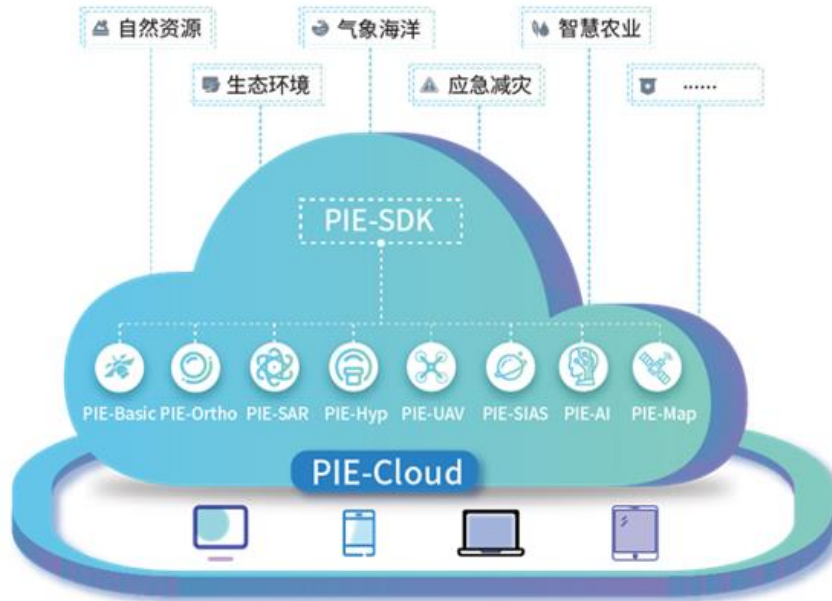 自然资源
气象海洋
智慧农业
生态环境
应急减灾
......
PIE-SDK
PIE-Basic PIE-Ortho PIE-SAR PIE-Hyp PIE-UAV PIE-SIAS PIE-AI PIE-Map
PIE-Cloud